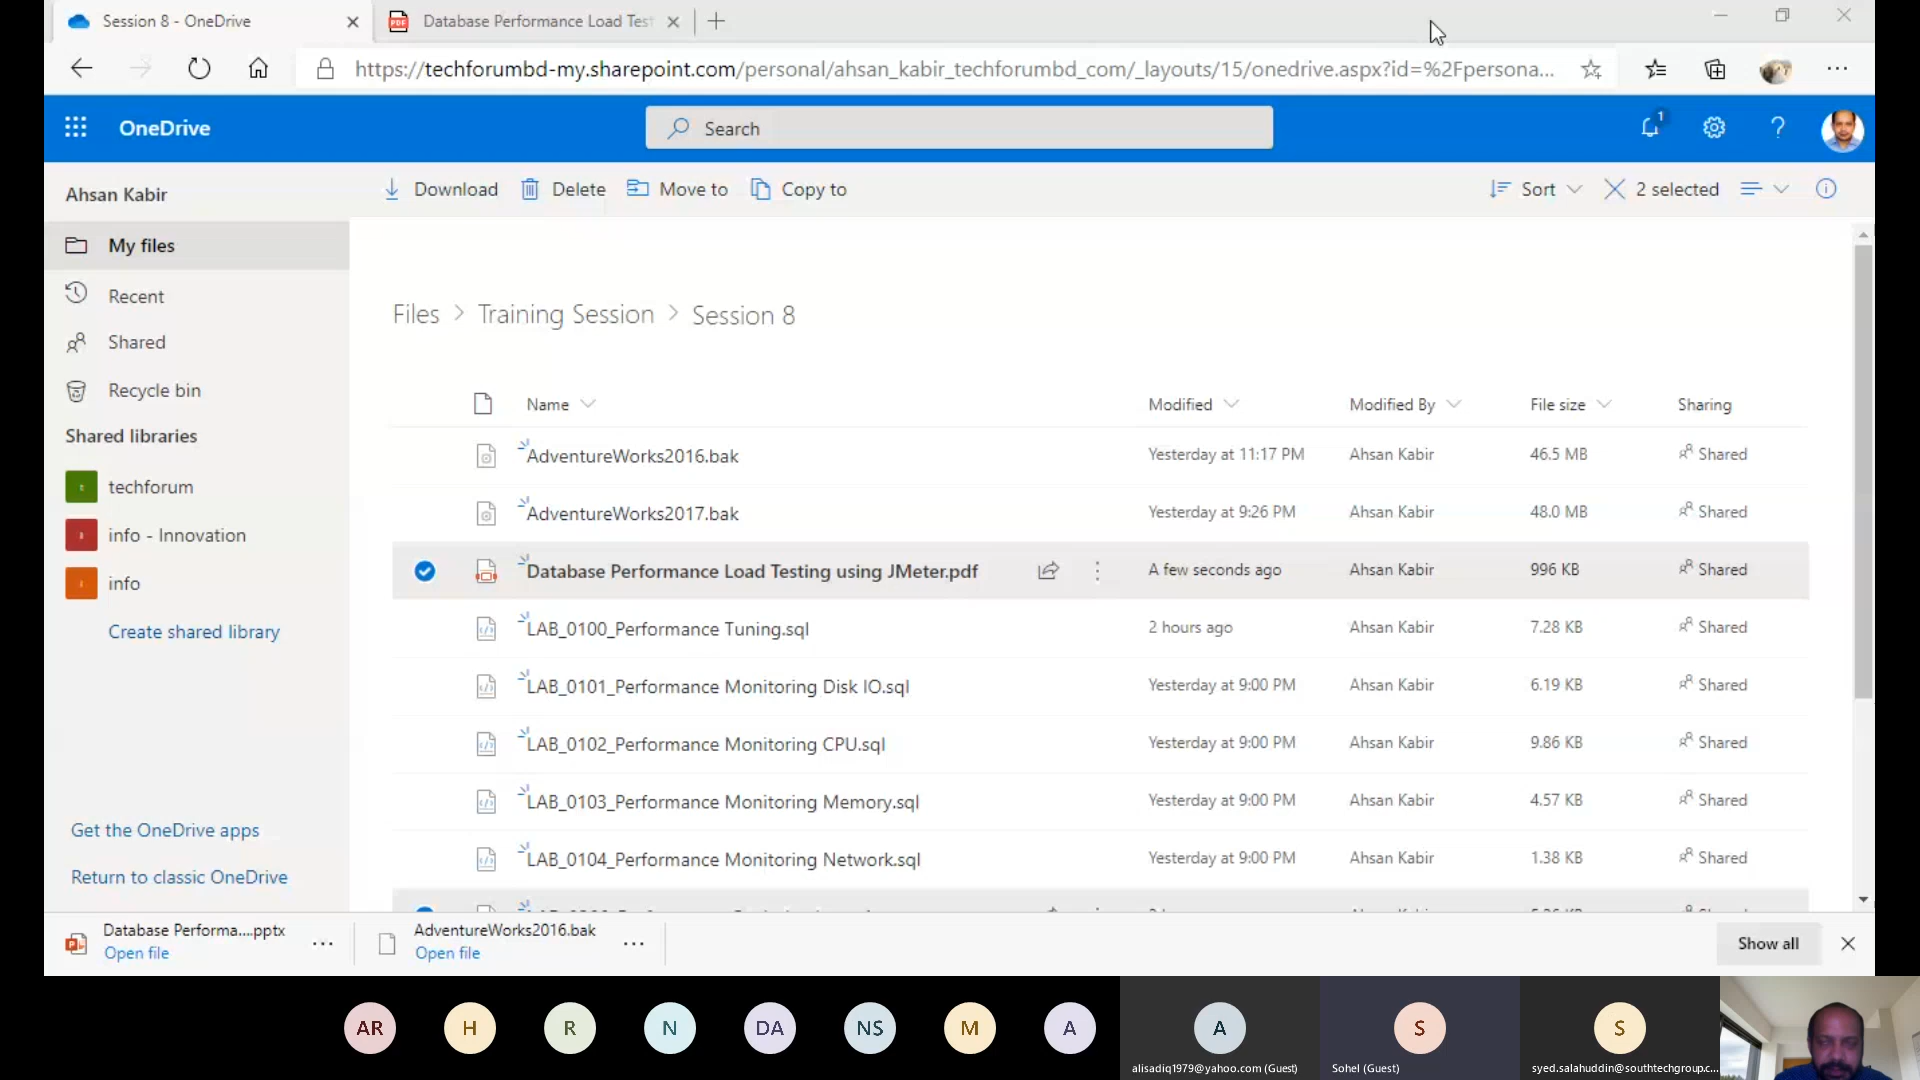 Session 8 - OneDrive
Database Performance Load Test
https://techforumbd-my.sharepoint.com/personal/ahsan_kabir_techforumbd_com/_layouts/15/onedrive.aspx?id=%2Fpersona...
OneDrive
Search
1
?
Ahsan Kabir
Download Delete Move to Copy to
Sort 2 selected
My files
Recent
Shared
Recycle bin
Shared libraries
techforum
info - Innovation
info
Create shared library
Get the OneDrive apps
Return to classic OneDrive
Files > Training Session > Session 8
Name Modified Modified By File size Sharing
AdventureWorks2016.bak Yesterday at 11:17 PM Ahsan Kabir 46.5 MB Shared
AdventureWorks2017.bak Yesterday at 9:26 PM Ahsan Kabir 48.0 MB Shared
Database Performance Load Testing using JMeter.pdf A few seconds ago Ahsan Kabir 996 KB Shared
LAB_0100_Performance Tuning.sql 2 hours ago Ahsan Kabir 7.28 KB Shared
LAB_0101_Performance Monitoring Disk IO.sql Yesterday at 9:00 PM Ahsan Kabir 6.19 KB Shared
LAB_0102_Performance Monitoring CPU.sql Yesterday at 9:00 PM Ahsan Kabir 9.86 KB Shared
LAB_0103_Performance Monitoring Memory.sql Yesterday at 9:00 PM Ahsan Kabir 4.57 KB Shared
LAB_0104_Performance Monitoring Network.sql Yesterday at 9:00 PM Ahsan Kabir 1.38 KB Shared
Database Performa....pptx
Open file
AdventureWorks2016.bak
Open file
Show all
AR H R N DA NS M A A S S
alisadiq1979@yahoo.com (Guest)
Sohel (Guest)
syed.salahuddin@southtechgroup.c...